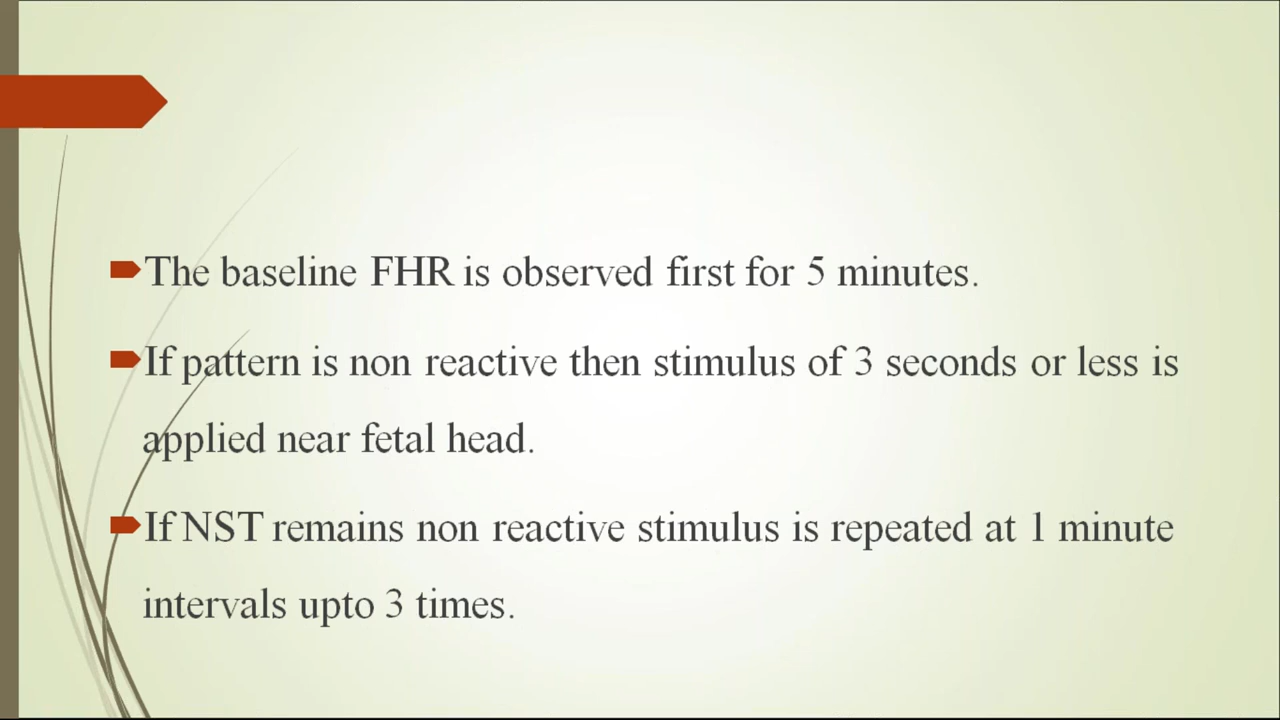 The baseline FHR is observed first for 5 minutes.
If pattern is non reactive then stimulus of 3 seconds or less is
applied near fetal head.
If NST remains non reactive stimulus is repeated at 1 minute
intervals upto 3 times.